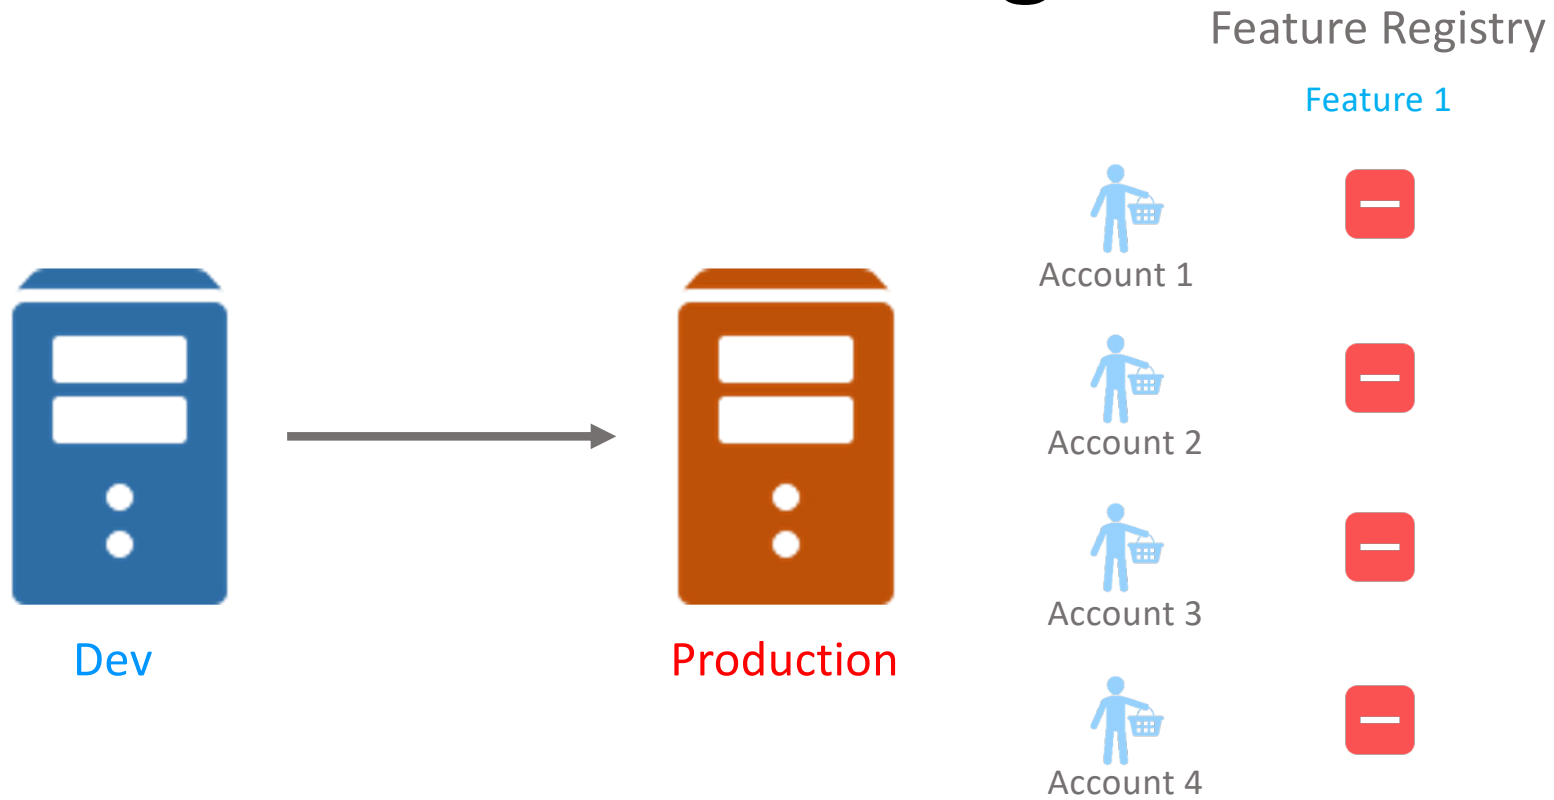 Feature Registry
Feature 1
Account 1
Account 2
Account 3
Account 4
Dev
Production